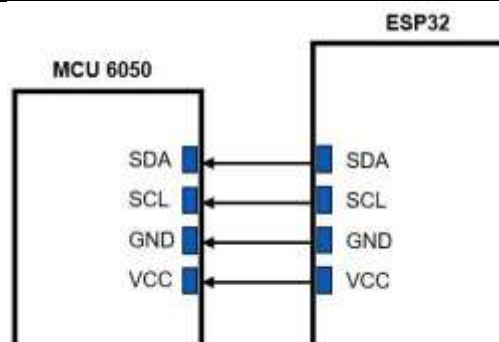 ESP32
MCU 6050
SDA SDA
SCL SCL
GND GND
VCC VCC